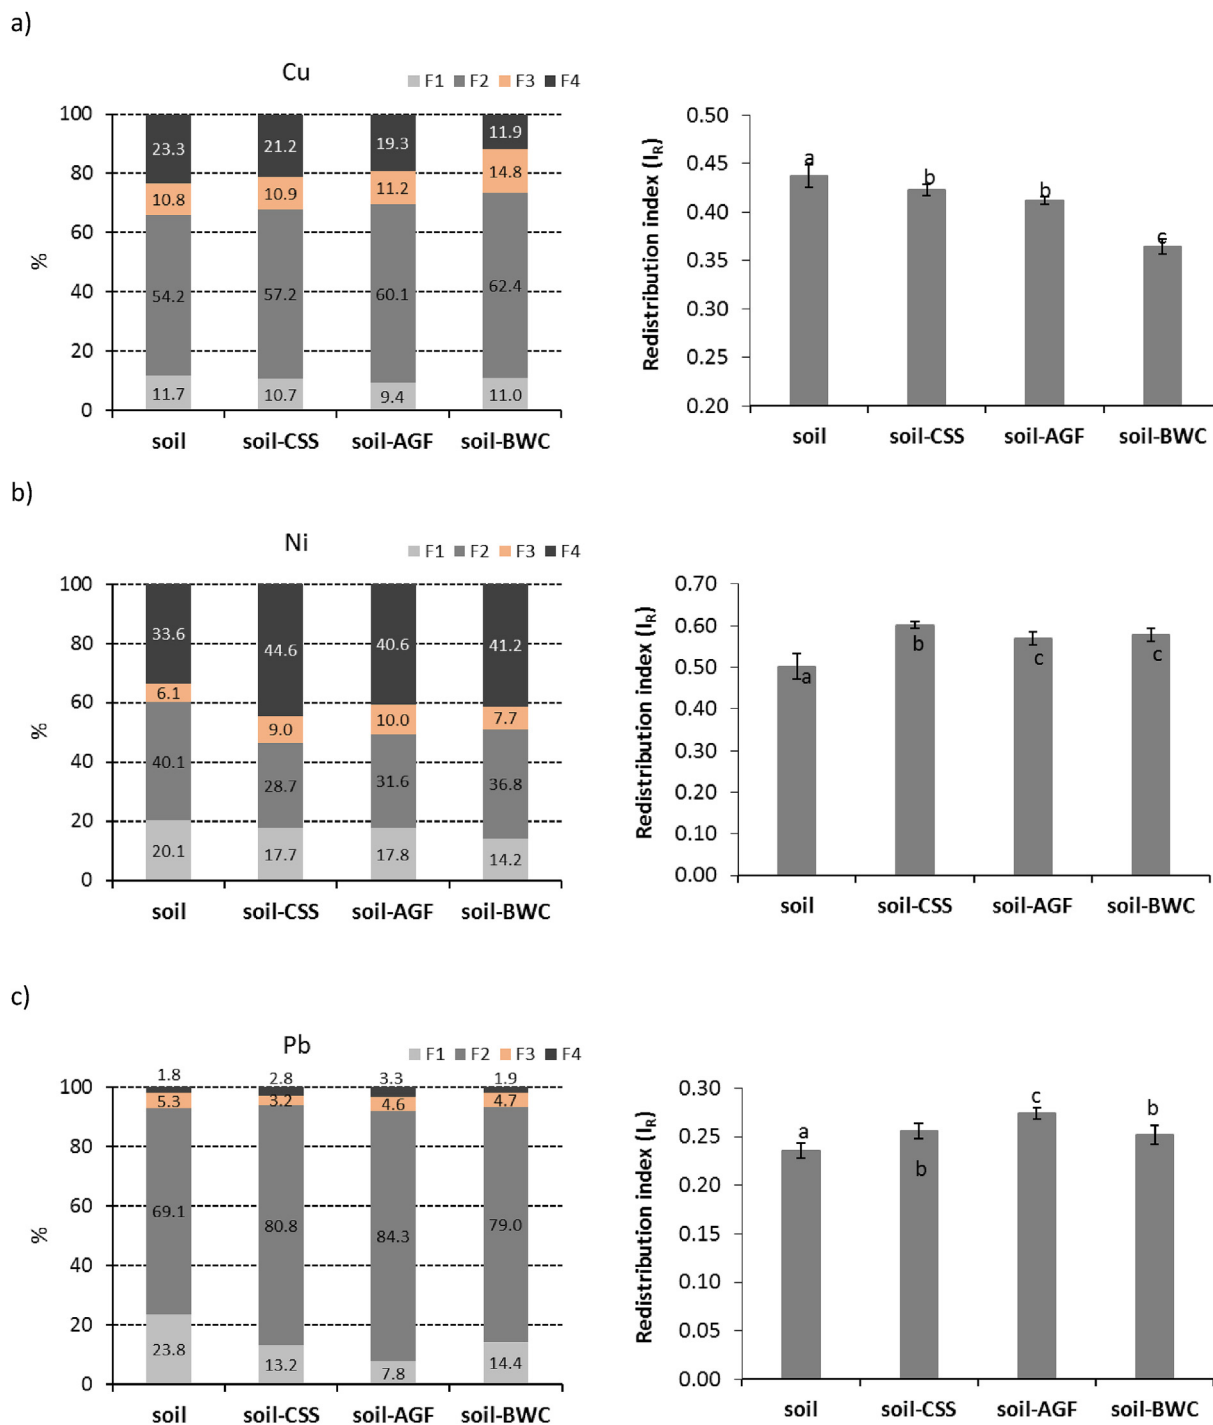 a)
Cu
F1 F2 F3 F4
%
100
80
60
40
20
0
23.3 21.2 19.3 11.9
10.8 10.9 11.2 14.8
54.2 57.2 60.1 62.4
11.7 10.7 9.4 11.0
soil soil-CSS soil-AGF soil-BWC
Redistribution index (IR)
0.50
0.45
0.40
0.35
0.30
0.25
0.20
a b b c
soil soil-CSS soil-AGF soil-BWC
b)
Ni
F1 F2 F3 F4
%
100
80
60
40
20
0
33.6 44.6 40.6 41.2
6.1 9.0 10.0 7.7
40.1 28.7 31.6 36.8
20.1 17.7 17.8 14.2
soil soil-CSS soil-AGF soil-BWC
Redistribution index (IR)
0.70
0.60
0.50
0.40
0.30
0.20
0.10
0.00
a b c c
soil soil-CSS soil-AGF soil-BWC
c)
Pb
F1 F2 F3 F4
%
100
80
60
40
20
0
1.8 2.8 3.3 1.9
5.3 3.2 4.6 4.7
69.1 80.8 84.3 79.0
23.8 13.2 7.8 14.4
soil soil-CSS soil-AGF soil-BWC
Redistribution index (IR)
0.30
0.25
0.20
0.15
0.10
0.05
0.00
a b c b
soil soil-CSS soil-AGF soil-BWC